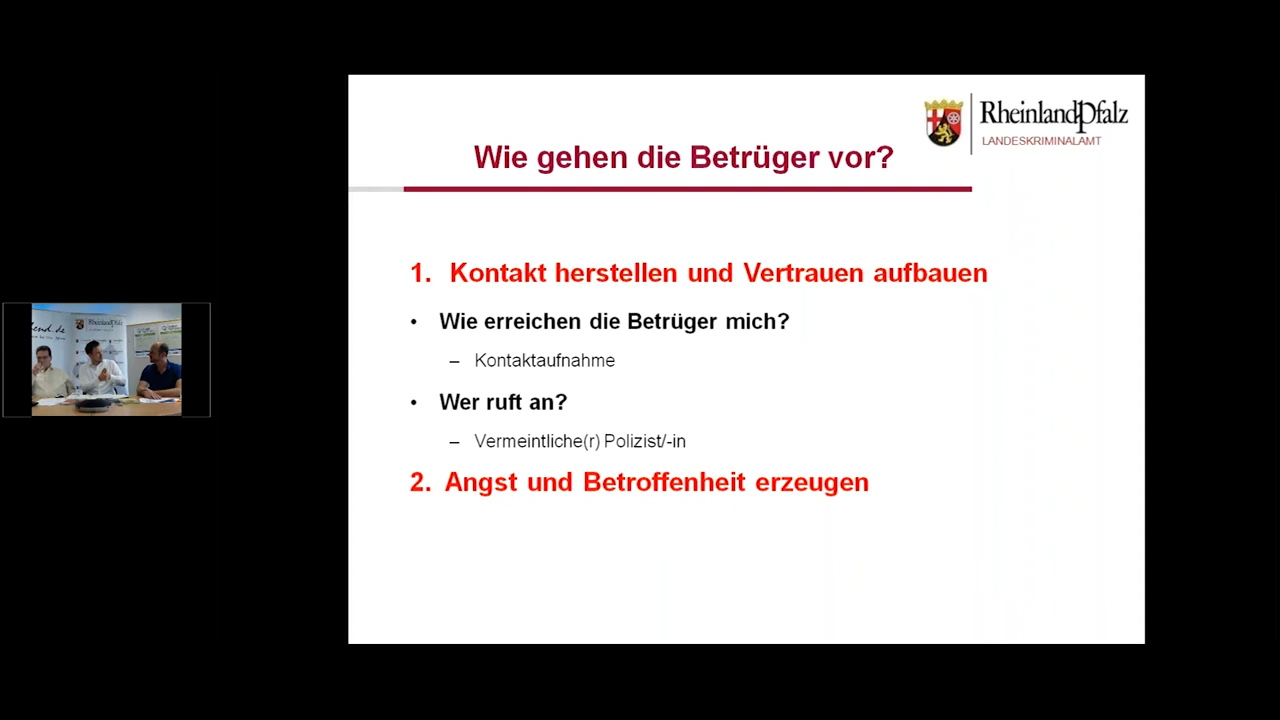 RheinlandPfalz
LANDESKRIMINALAMT
Wie gehen die Betrüger vor?
1. Kontakt herstellen und Vertrauen aufbauen
• Wie erreichen die Betrüger mich?
– Kontaktaufnahme
• Wer ruft an?
– Vermeintliche(r) Polizist/-in
2. Angst und Betroffenheit erzeugen
RheinlandPfalz